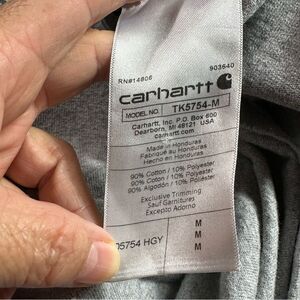 RN#14806 903640
carhartt
MODEL NO. TK5754-M
Carhartt, Inc. P.O. Box 600
Dearborn, MI 48121 USA
carhartt.com
Made in Honduras
Fabriqué au Honduras
Hecho en Honduras
90% Cotton / 10% Polyester
90% Coton / 10% Polyester
90% Algodón / 10% Poliéster
Exclusive Trimming
Sauf Garnitures
Excepto Adorno
M
05754 HGY M
M